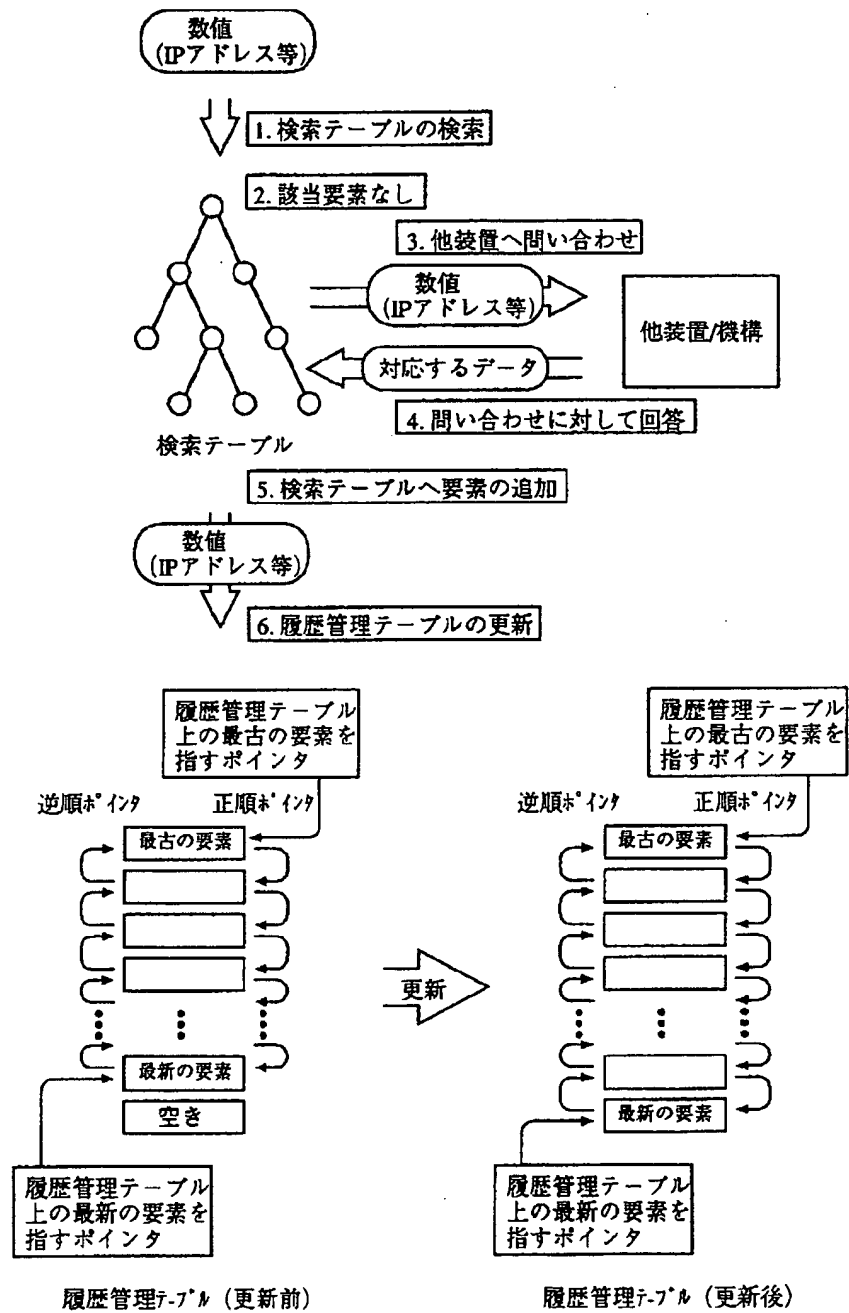 数値
(IPアドレス等)
1. 検索テーブルの検索
2. 該当要素なし
3. 他装置へ問い合わせ
数値
(IPアドレス等)
他装置/機構
対応するデータ
4. 問い合わせに対して回答
検索テーブル
5. 検索テーブルへ要素の追加
数値
(IPアドレス等)
6. 履歴管理テーブルの更新
履歴管理テーブル
上の最古の要素を
指すポインタ
逆順ポインタ
正順ポインタ
最古の要素
最新の要素
空き
履歴管理テーブル
上の最新の要素を
指すポインタ
履歴管理テーブル (更新前)
更新
履歴管理テーブル
上の最古の要素を
指すポインタ
逆順ポインタ
正順ポインタ
最古の要素
最新の要素
履歴管理テーブル
上の最新の要素を
指すポインタ
履歴管理テーブル (更新後)